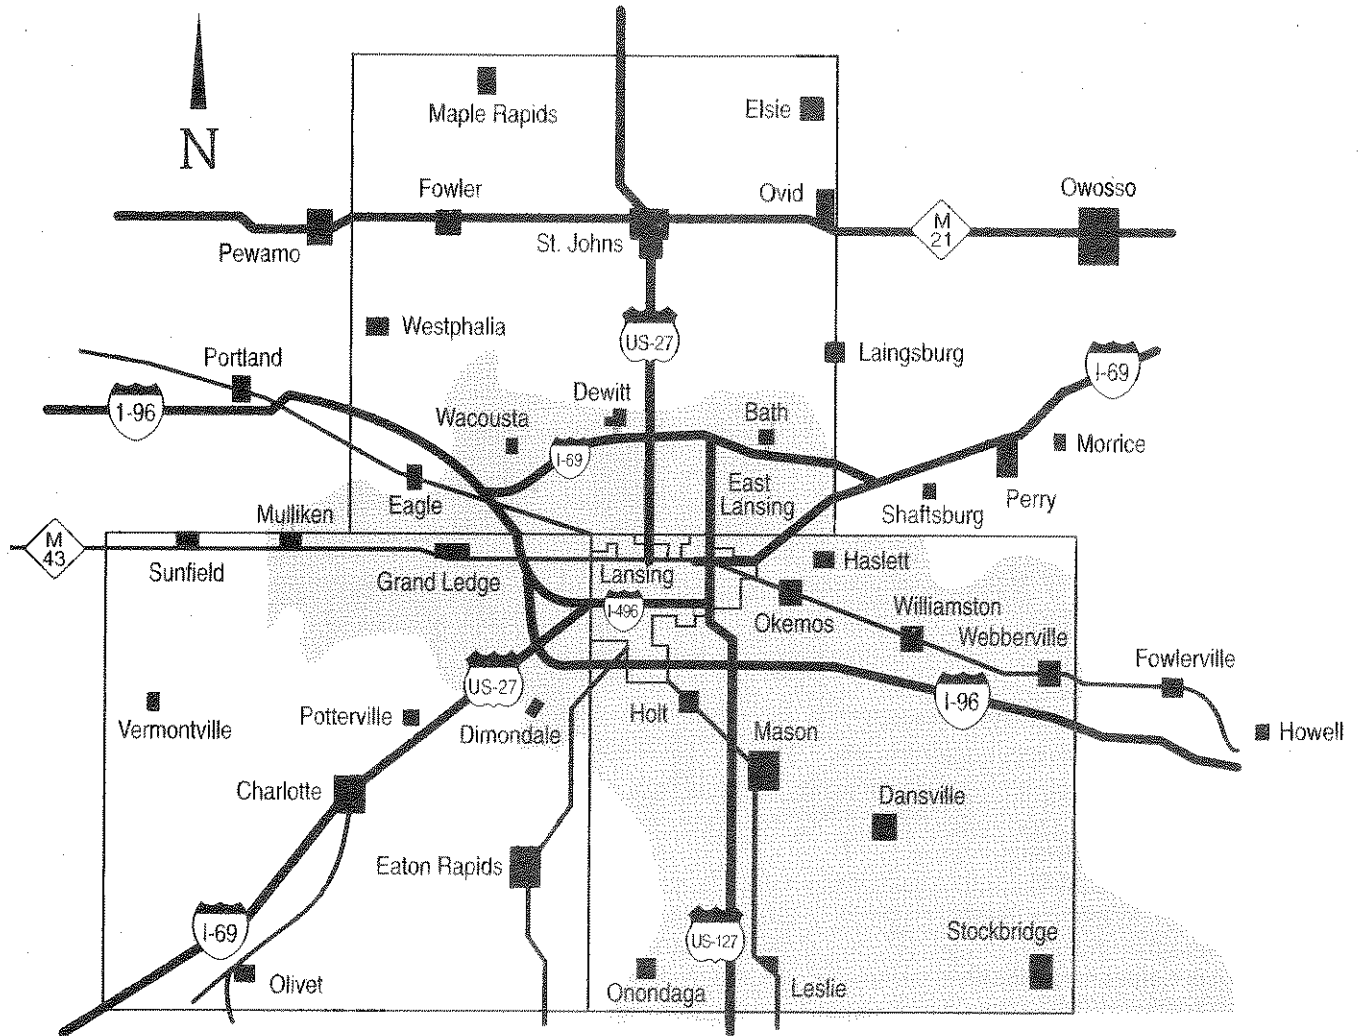 N
Maple Rapids
Elsie
Fowler
Ovid
Owosso
Pewamo
St. Johns
M
21
Westphalia
US-27
Laingsburg
Portland
I-69
1-96
Dewitt
Wacousta
Bath
I-69
Morrice
Eagle
East
Lansing
Perry
Shaftsburg
Mulliken
M
43
Sunfield
Grand Ledge
Lansing
Haslett
I-496
Okemos
Williamston
Webberville
Fowlerville
US-27
I-96
Vermontville
Potterville
Dimondale
Holt
Mason
Howell
Charlotte
Dansville
Eaton Rapids
I-69
US-127
Stockbridge
Olivet
Onondaga
Leslie